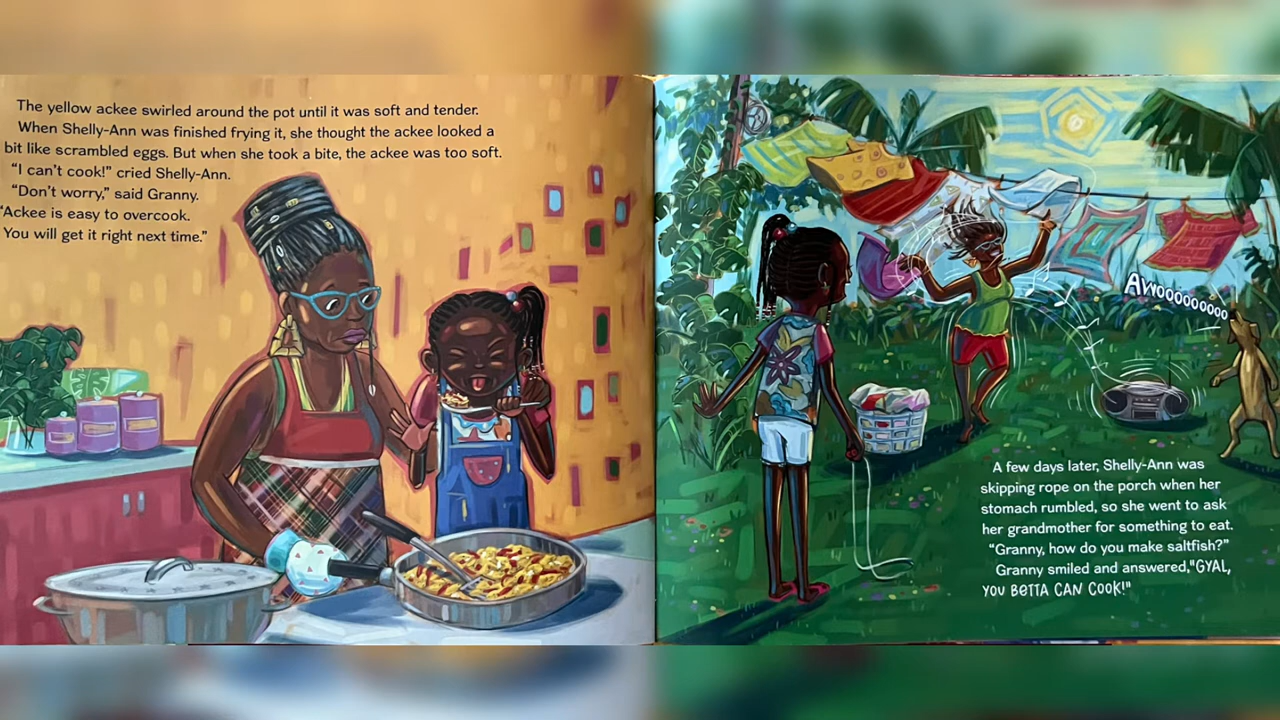 The yellow ackee swirled around the pot until it was soft and tender.
When Shelly-Ann was finished frying it, she thought the ackee looked a
bit like scrambled eggs. But when she took a bite, the ackee was too soft.
"I can't cook!" cried Shelly-Ann.
"Don't worry," said Granny.
"Ackee is easy to overcook.
You will get it right next time."
AWOOOOOOOOO
A few days later, Shelly-Ann was
skipping rope on the porch when her
stomach rumbled, so she went to ask
her grandmother for something to eat.
"Granny, how do you make saltfish?"
Granny smiled and answered,"GYAL,
YOU BETTA CAN COOK!"